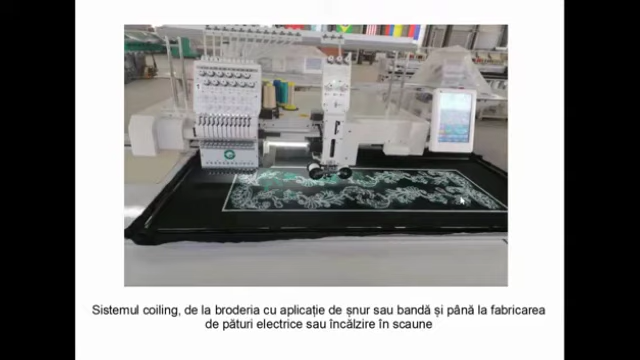 Sistemul coiling, de la broderia cu aplicație de șnur sau bandă și până la fabricarea
de pături electrice sau încălzire în scaune